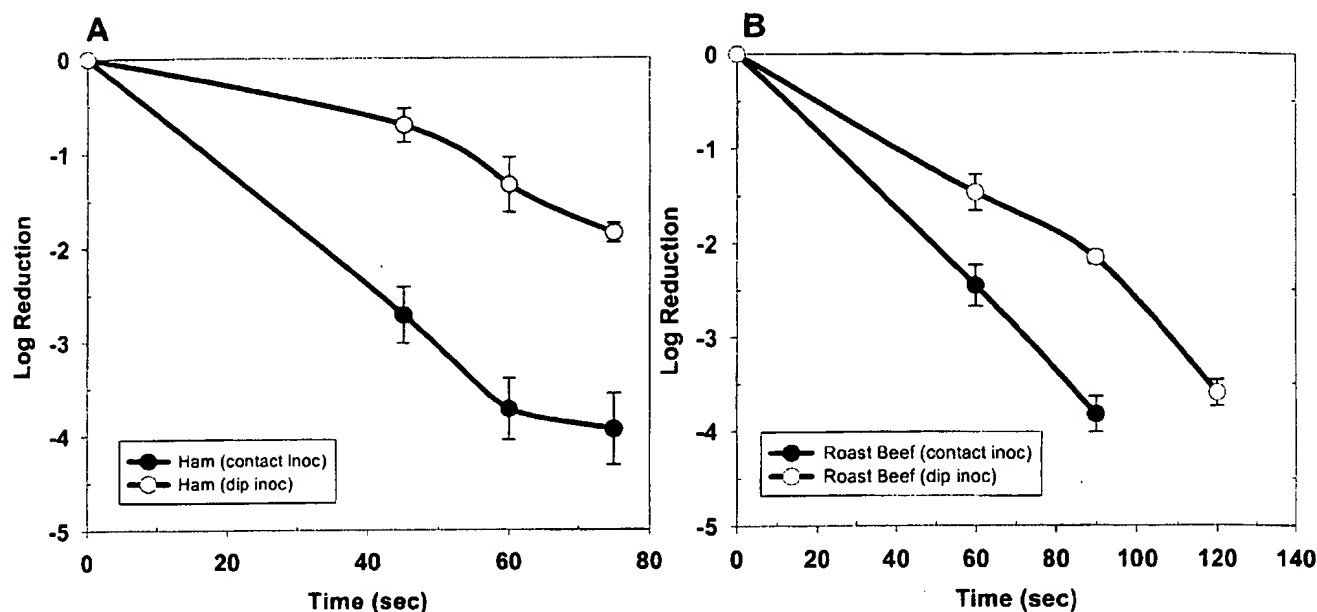 A
0
-1
-2
-3
-4
-5
Log Reduction
Ham (contact Inoc)
Ham (dip inoc)
0
20
40
60
80
Time (sec)
B
0
-1
-2
-3
-4
-5
Log Reduction
Roast Beef (contact inoc)
Roast Beef (dip inoc)
0
20
40
60
80
100
120
140
Time (sec)